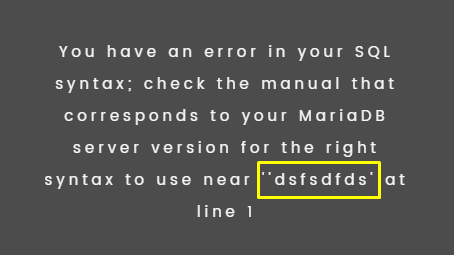 You have an error in your SQL
syntax; check the manual that
corresponds to your MariaDB
server version for the right
syntax to use near ''dsfsdfds' at
line 1